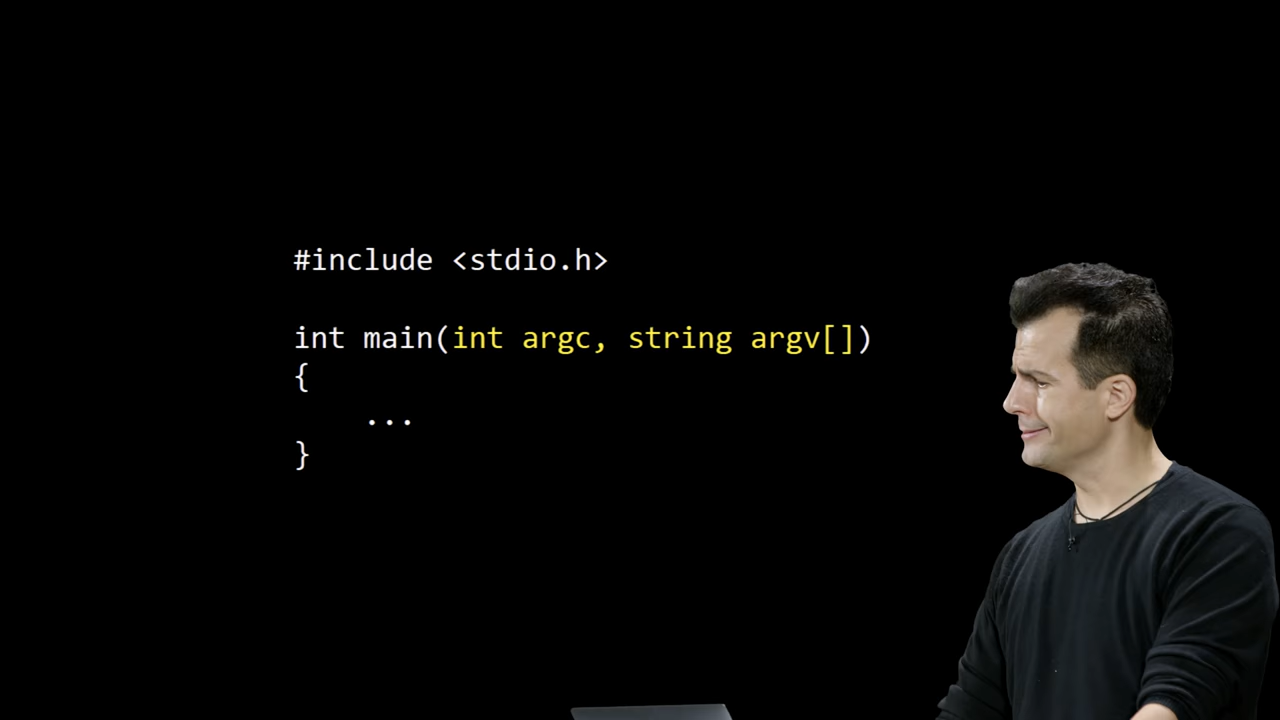 #include <stdio.h>
int main(int argc, string argv[])
{
...
}